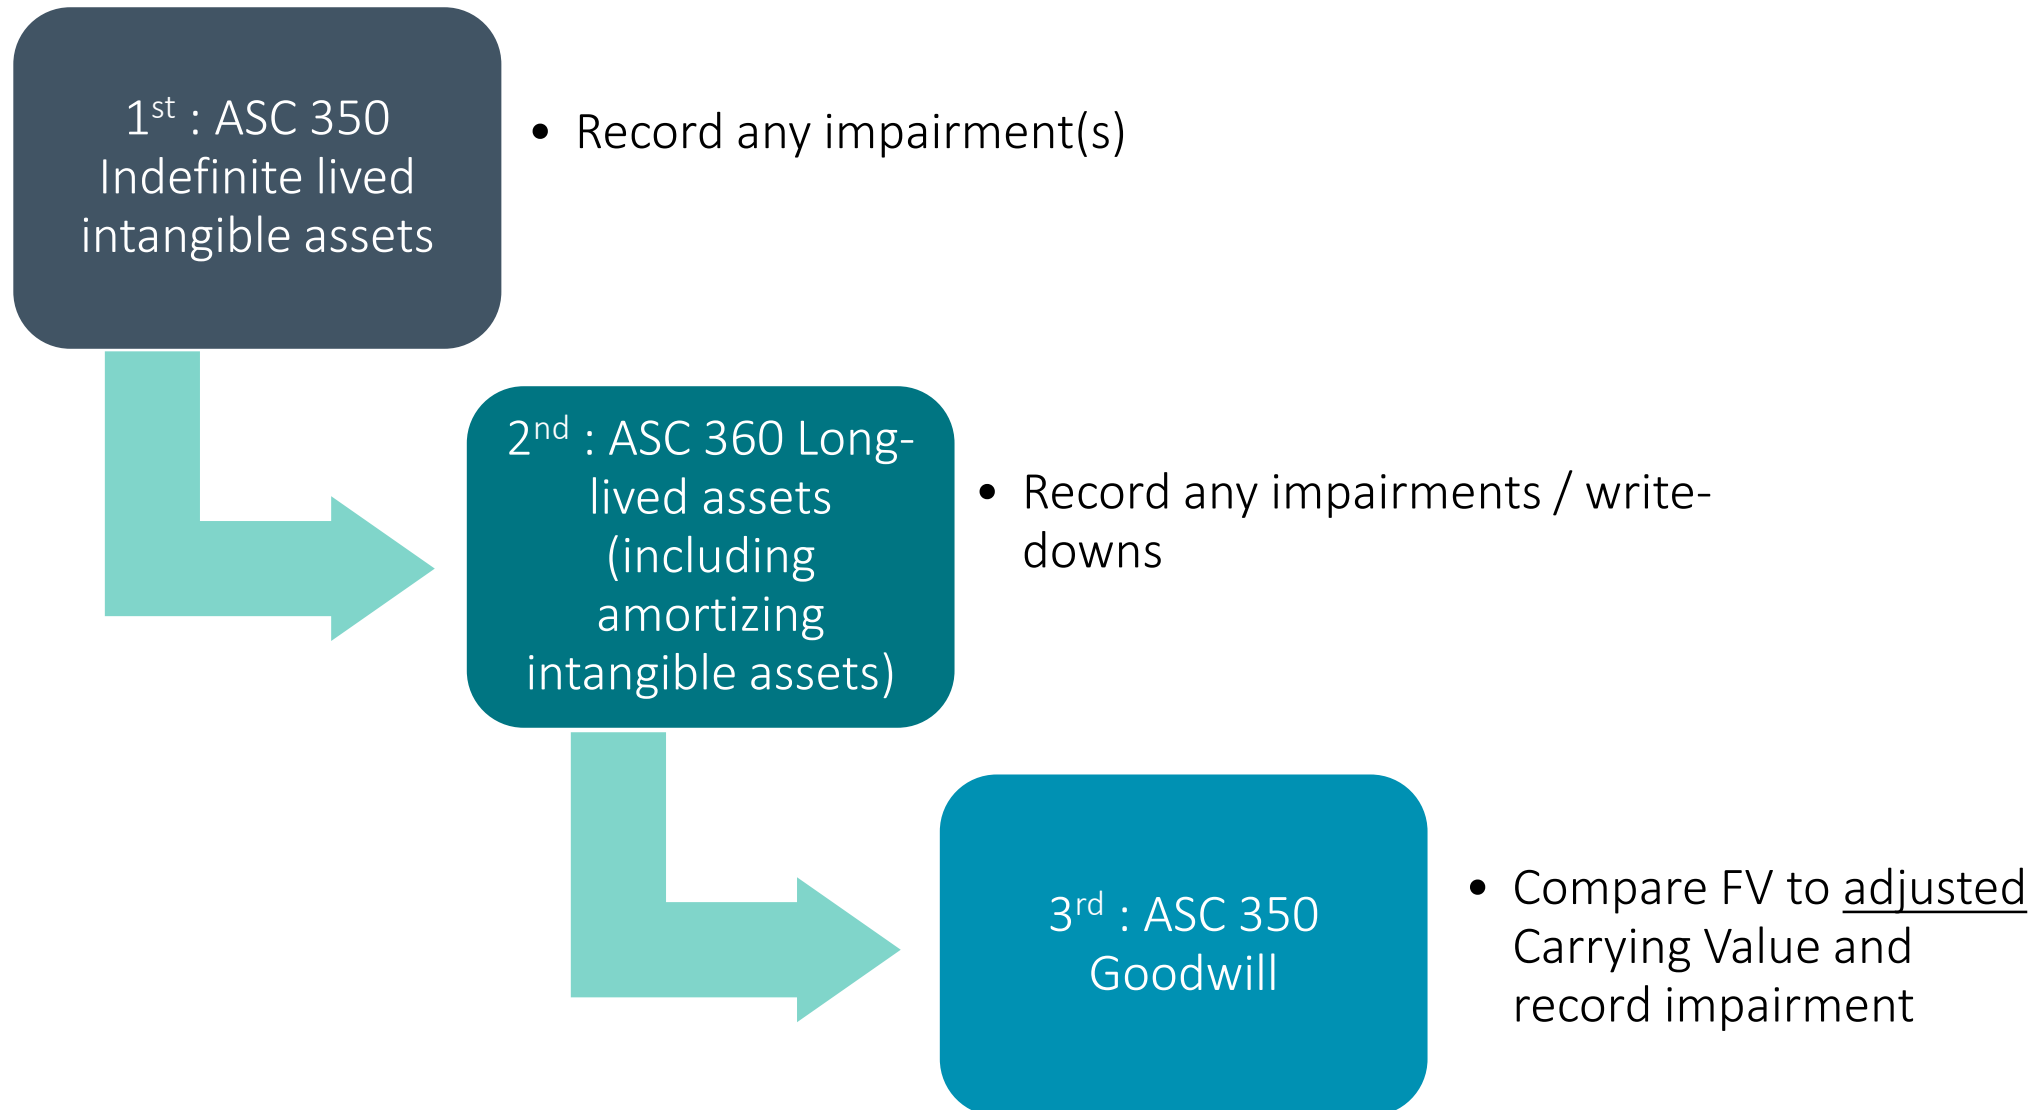 1st : ASC 350
Indefinite lived
intangible assets
• Record any impairment(s)
2nd : ASC 360 Long-
lived assets
(including
amortizing
intangible assets)
• Record any impairments / write-
downs
3rd : ASC 350
Goodwill
• Compare FV to adjusted
Carrying Value and
record impairment